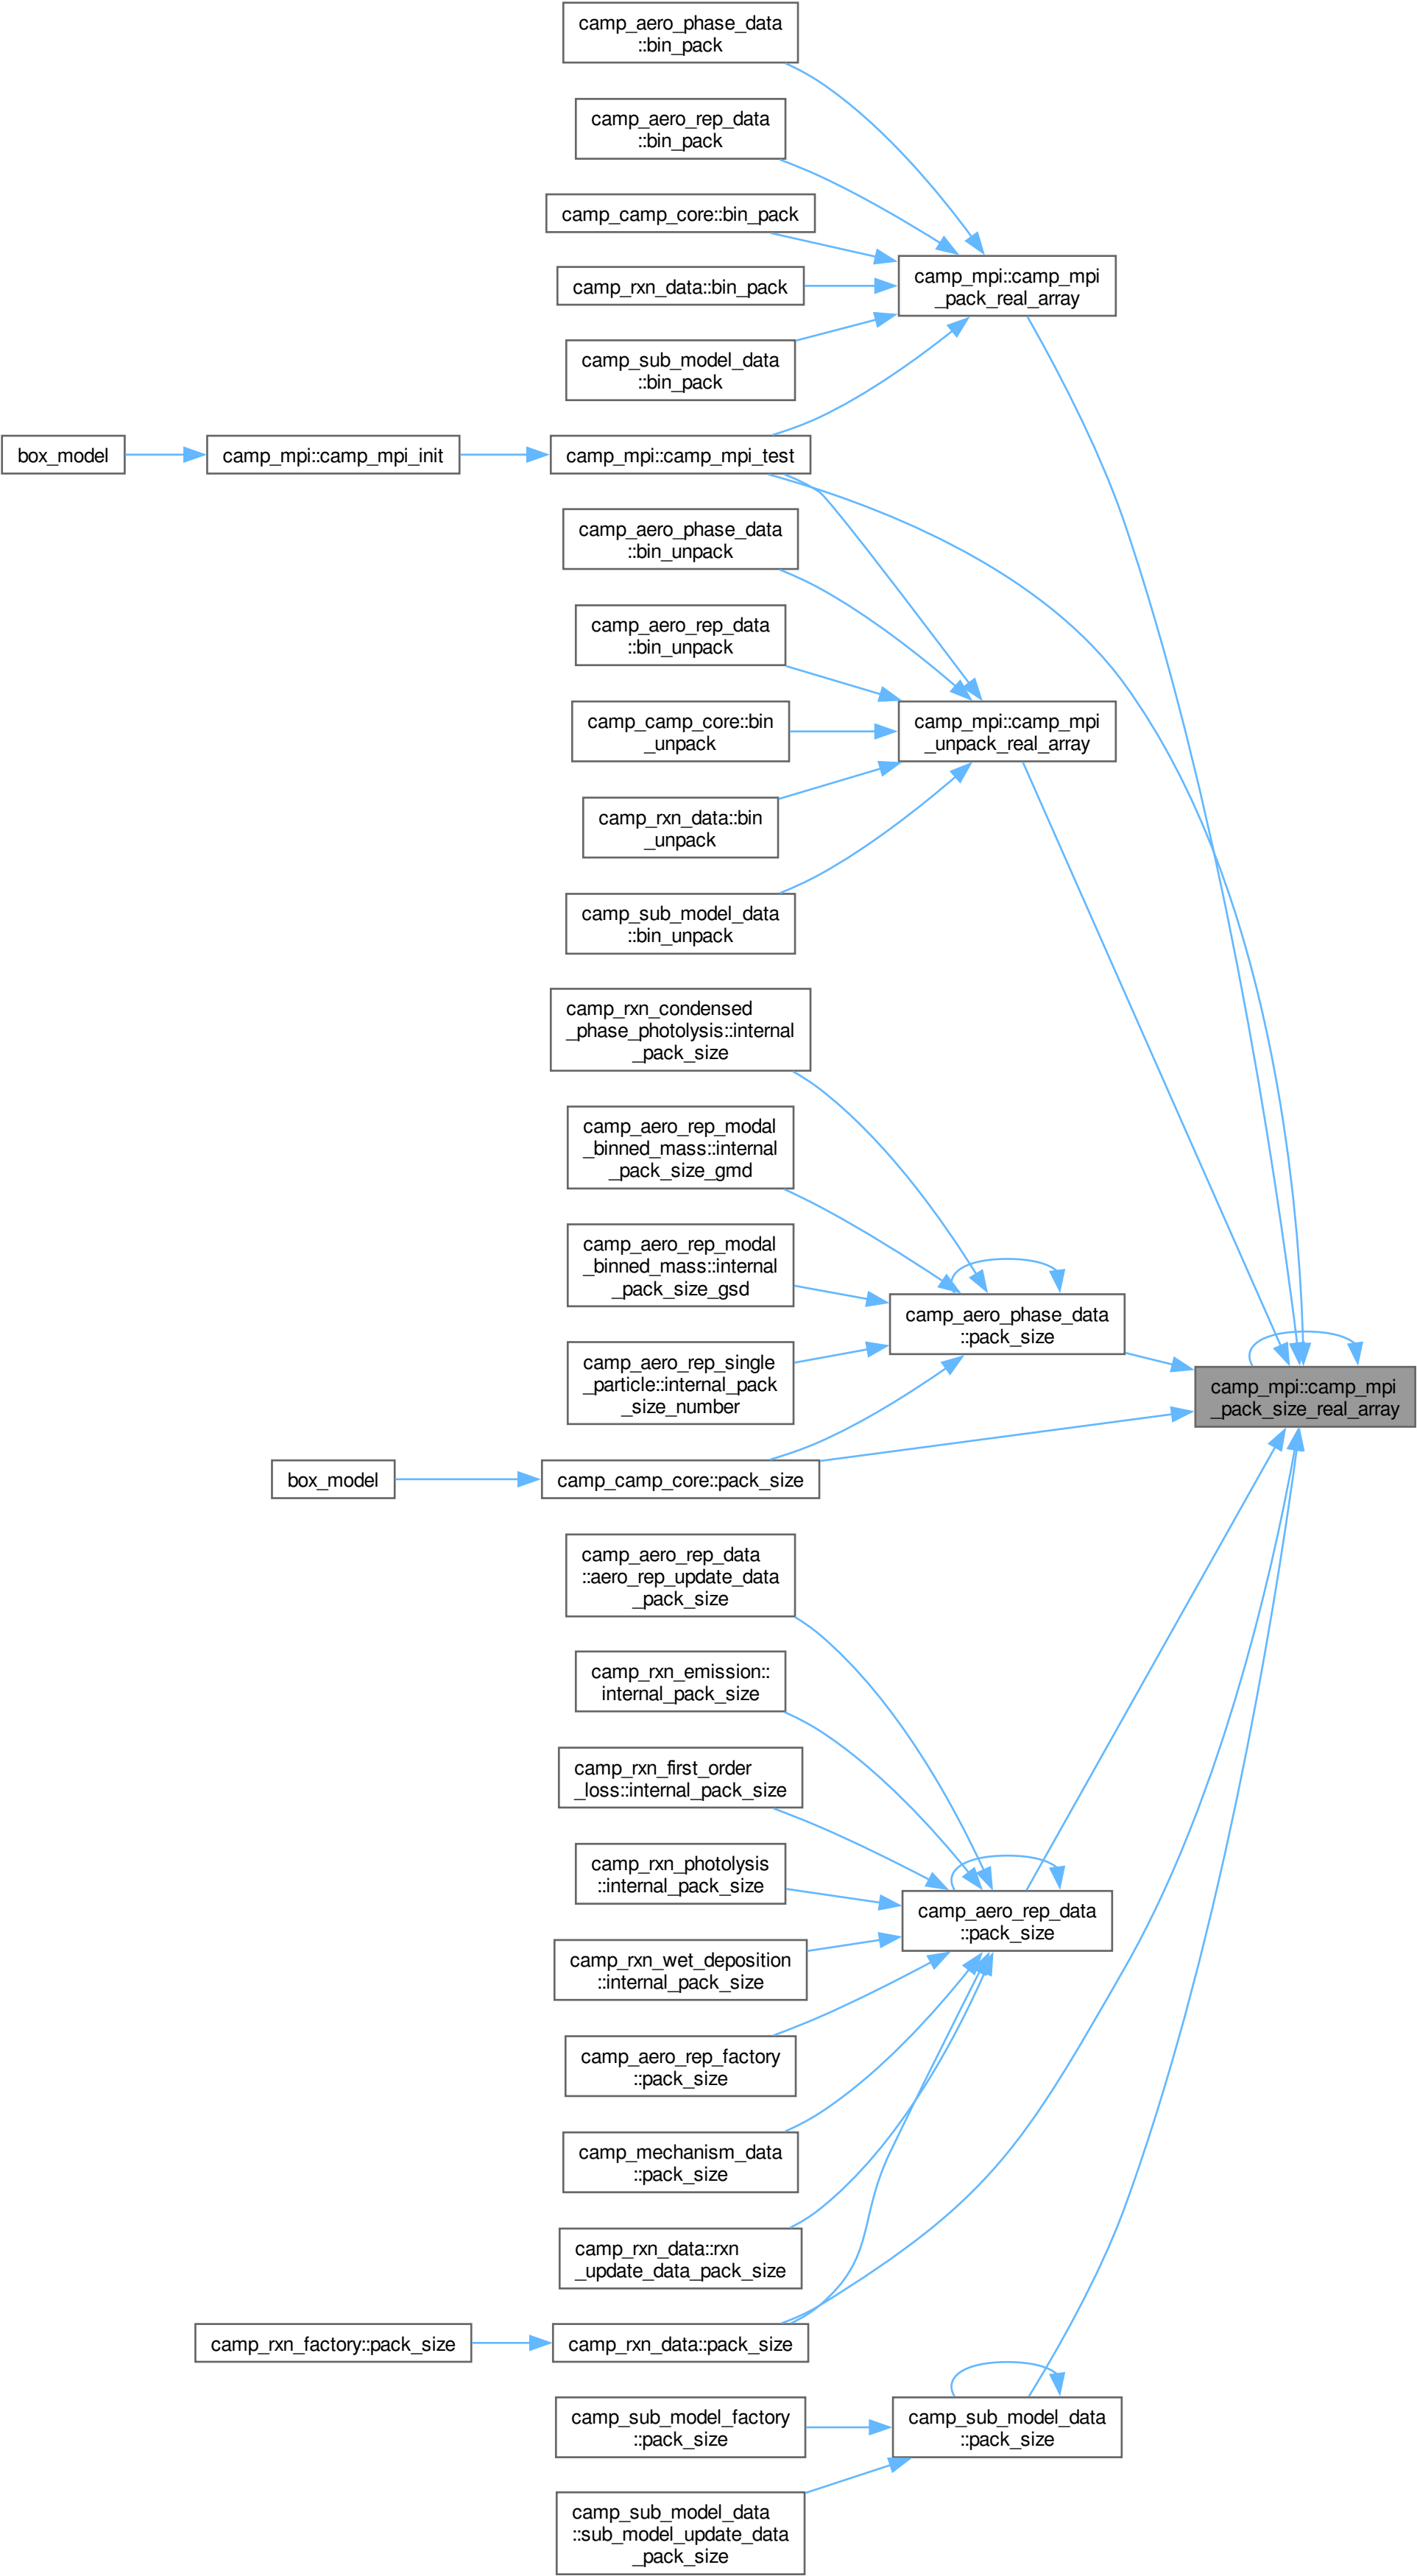 camp_aero_phase_data
::bin_pack
camp_aero_rep_data
::bin_pack
camp_camp_core::bin_pack
camp_rxn_data::bin_pack
camp_mpi::camp_mpi
_pack_real_array
camp_sub_model_data
::bin_pack
box_model
camp_mpi::camp_mpi_init
camp_mpi::camp_mpi_test
camp_aero_phase_data
::bin_unpack
camp_aero_rep_data
::bin_unpack
camp_camp_core::bin
_unpack
camp_mpi::camp_mpi
_unpack_real_array
camp_rxn_data::bin
_unpack
camp_sub_model_data
::bin_unpack
camp_rxn_condensed
_phase_photolysis::internal
_pack_size
camp_aero_rep_modal
_binned_mass::internal
_pack_size_gmd
camp_aero_rep_modal
_binned_mass::internal
_pack_size_gsd
camp_aero_phase_data
::pack_size
camp_aero_rep_single
_particle::internal_pack
_size_number
camp_mpi::camp_mpi
_pack_size_real_array
box_model
camp_camp_core::pack_size
camp_aero_rep_data
::aero_rep_update_data
_pack_size
camp_rxn_emission::
internal_pack_size
camp_rxn_first_order
_loss::internal_pack_size
camp_rxn_photolysis
::internal_pack_size
camp_aero_rep_data
::pack_size
camp_rxn_wet_deposition
::internal_pack_size
camp_aero_rep_factory
::pack_size
camp_mechanism_data
::pack_size
camp_rxn_data::rxn
_update_data_pack_size
camp_rxn_factory::pack_size
camp_rxn_data::pack_size
camp_sub_model_factory
::pack_size
camp_sub_model_data
::pack_size
camp_sub_model_data
::sub_model_update_data
_pack_size